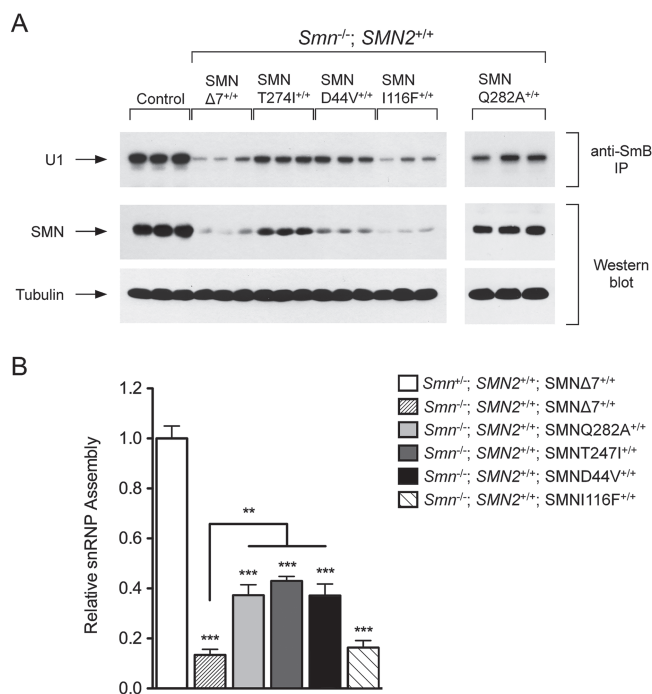 A
Smn-/-; SMN2+/+
Control
SMN Δ7+/+
SMN T274I+/+
SMN D44V+/+
SMN I116F+/+
SMN Q282A+/+
U1
anti-SmB IP
SMN
Tubulin
Western blot
B
Relative snRNP Assembly
1.2
1.0
0.8
0.6
0.4
0.2
0.0
**
***
***
***
***
***
Smn+/-; SMN2+/+; SMNΔ7+/+
Smn-/-; SMN2+/+; SMNΔ7+/+
Smn-/-; SMN2+/+; SMNQ282A+/+
Smn-/-; SMN2+/+; SMNT247I+/+
Smn-/-; SMN2+/+; SMND44V+/+
Smn-/-; SMN2+/+; SMNI116F+/+